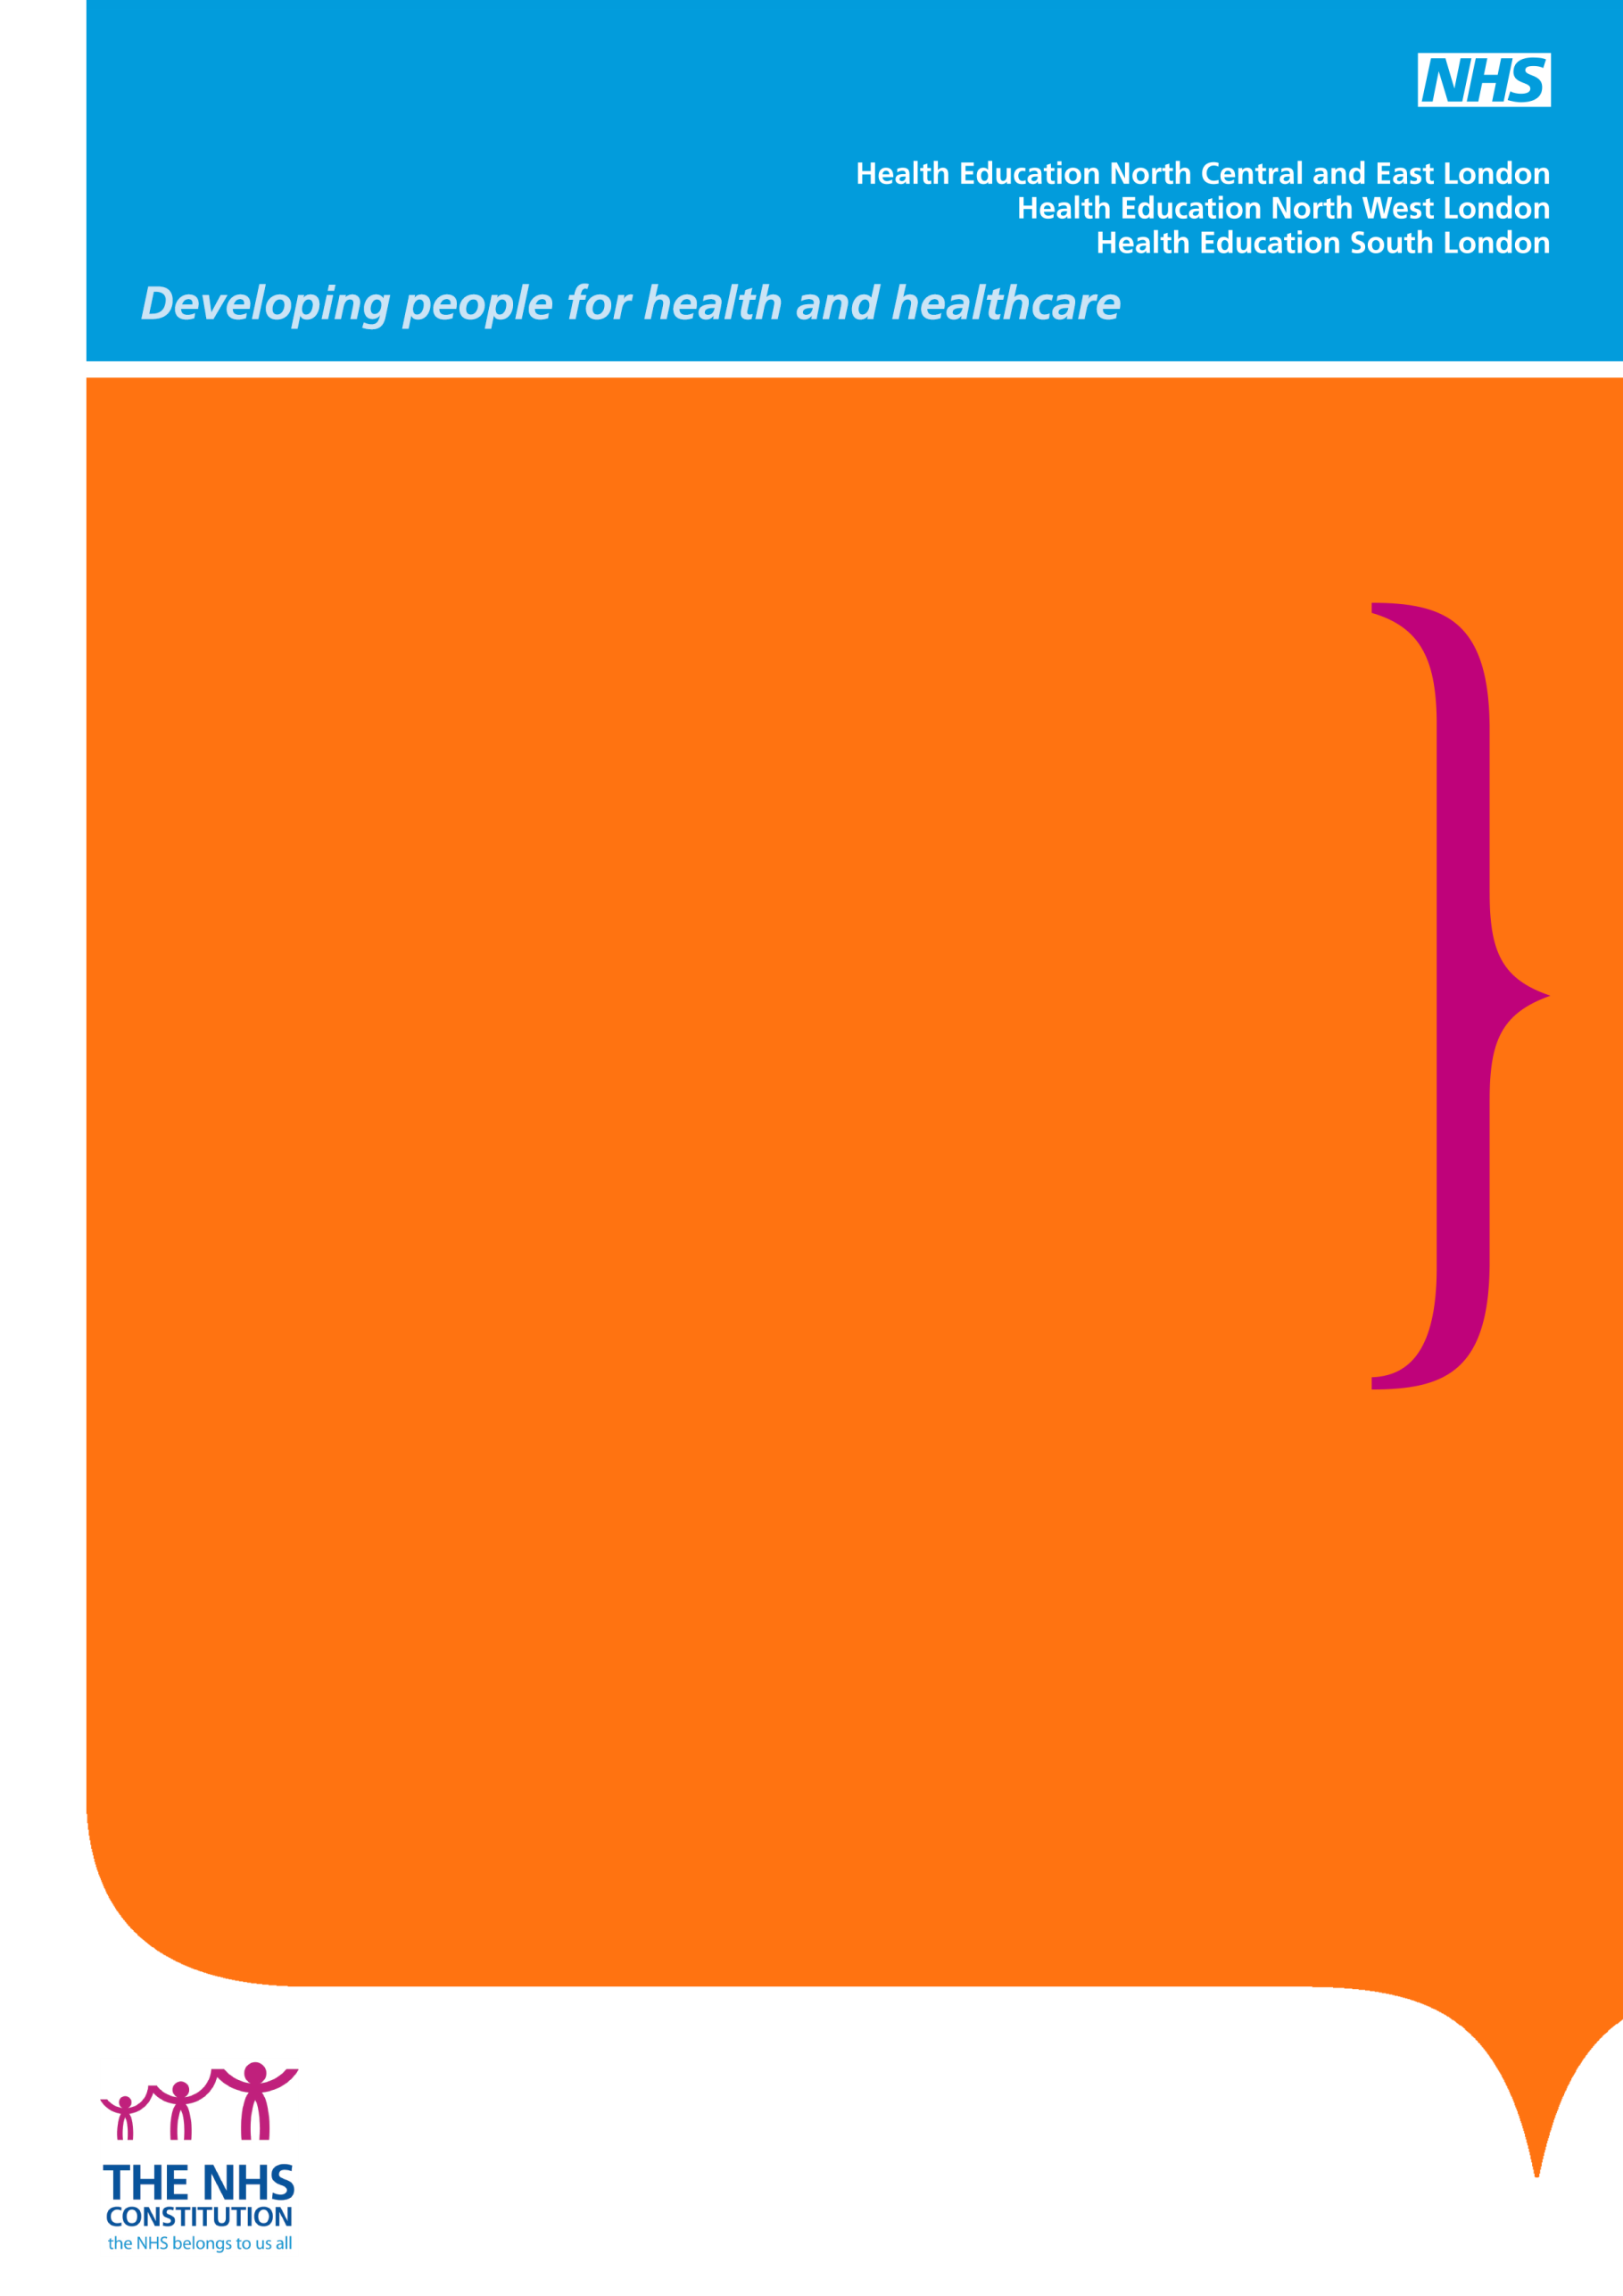 NHS
Health Education North Central and East London
Health Education North West London
Health Education South London
Developing people for health and healthcare
THE NHS
CONSTITUTION
the NHS belongs to us all